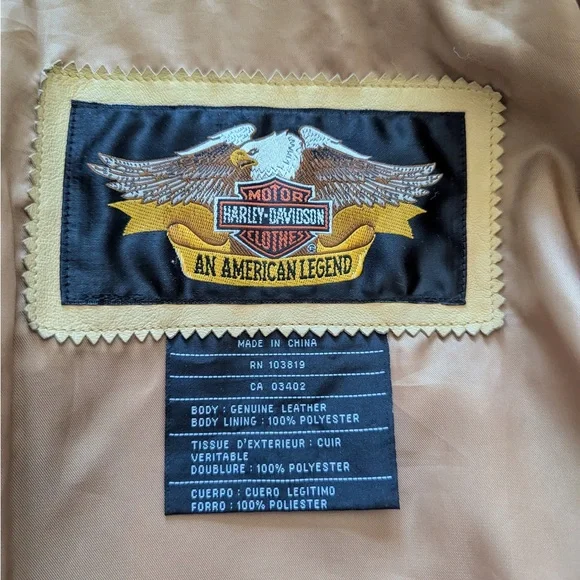 MOTOR
HARLEY-DAVIDSON
CLOTHES
®
AN AMERICAN LEGEND
MADE IN CHINA
RN 103819
CA 03402
BODY : GENUINE LEATHER
BODY LINING : 100% POLYESTER
TISSUE D'EXTERIEUR : CUIR
VERITABLE
DOUBLURE : 100% POLYESTER
CUERPO : CUERO LEGITIMO
FORRO : 100% POLIESTER